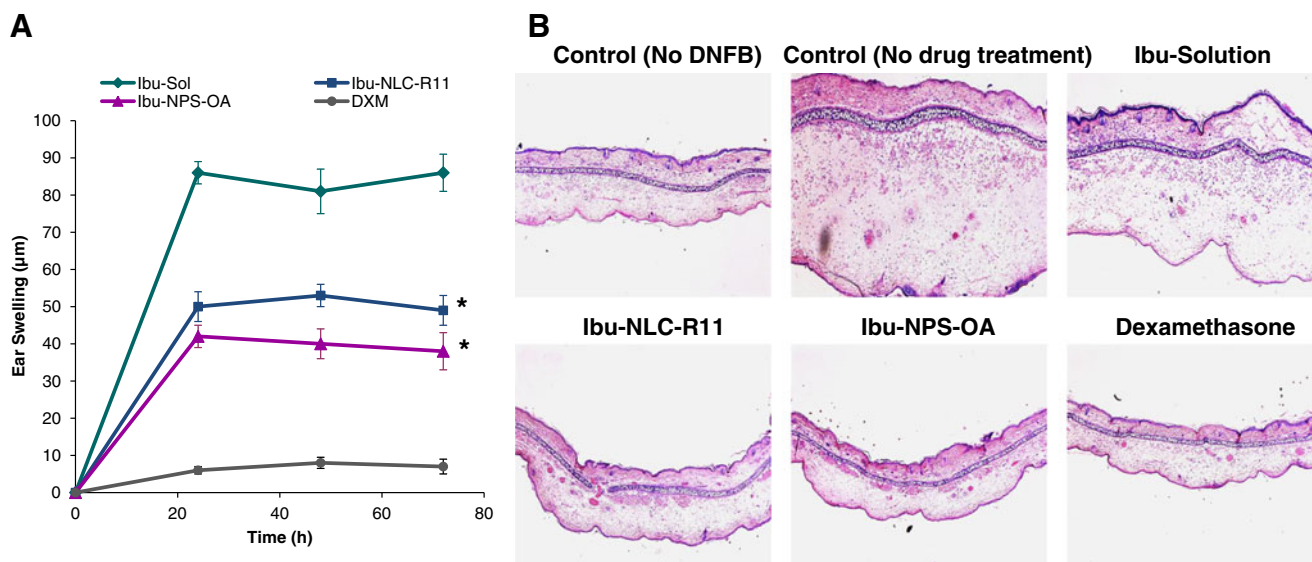 A
Ibu-Sol
Ibu-NLC-R11
Ibu-NPS-OA
DXM
100
90
80
70
60
50
40
30
20
10
0
0
20
40
60
80
*
*
Ear Swelling (µm)
Time (h)
B
Control (No DNFB)
Control (No drug treatment)
Ibu-Solution
Ibu-NLC-R11
Ibu-NPS-OA
Dexamethasone